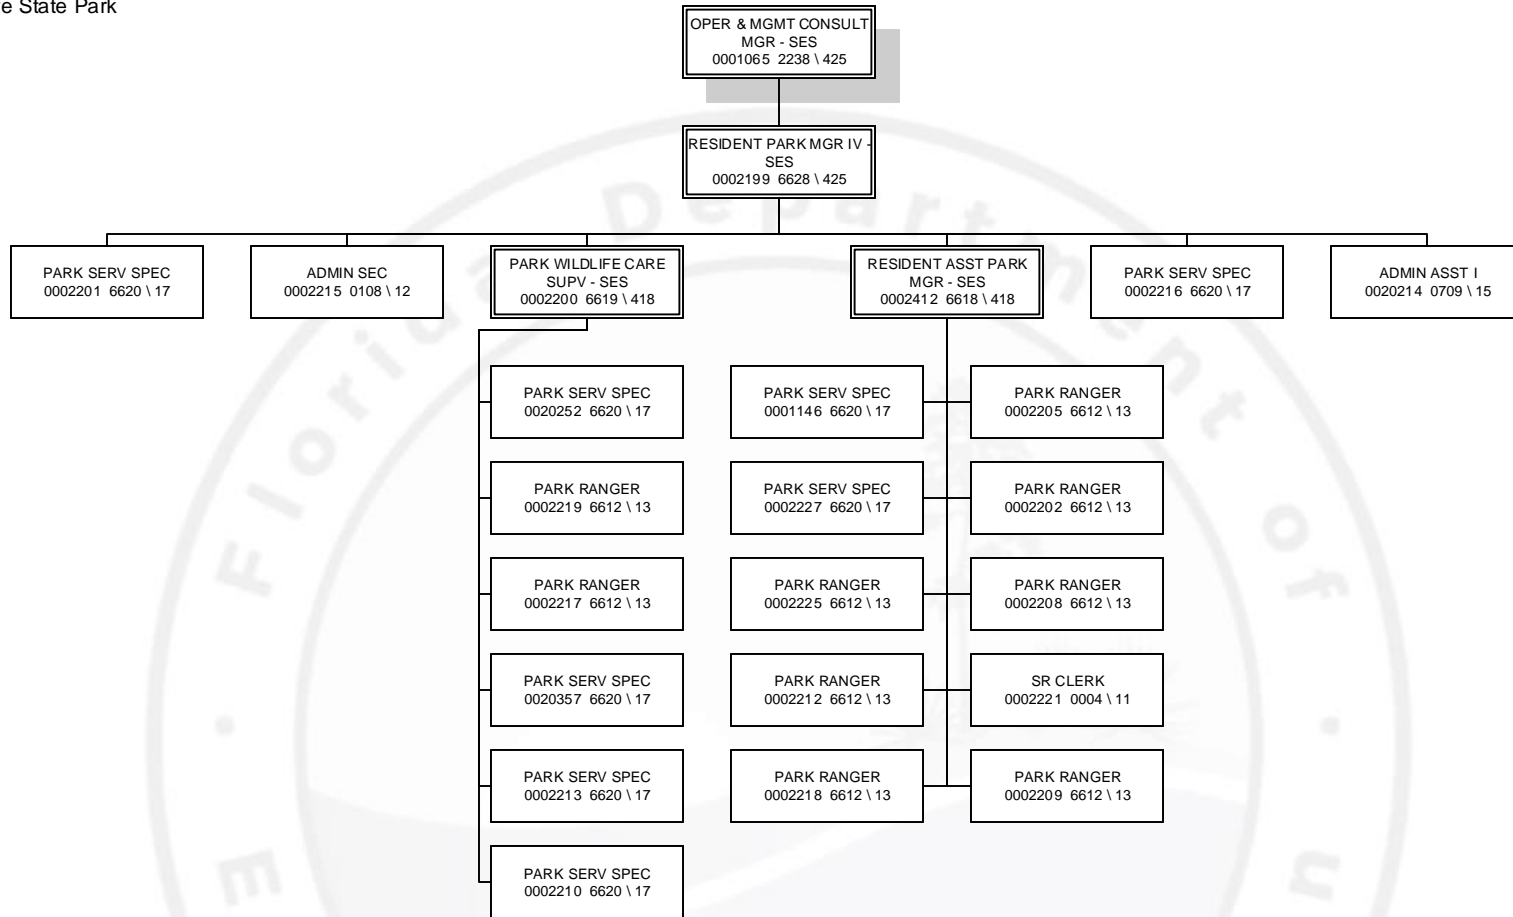 e State Park
OPER & MGMT CONSULT
MGR - SES
0001065 2238 \ 425
RESIDENT PARK MGR IV -
SES
0002199 6628 \ 425
PARK SERV SPEC
0002201 6620 \ 17
ADMIN SEC
0002215 0108 \ 12
PARK WILDLIFE CARE
SUPV - SES
0002200 6619 \ 418
RESIDENT ASST PARK
MGR - SES
0002412 6618 \ 418
PARK SERV SPEC
0002216 6620 \ 17
ADMIN ASST I
0020214 0709 \ 15
PARK SERV SPEC
0020252 6620 \ 17
PARK SERV SPEC
0001146 6620 \ 17
PARK RANGER
0002205 6612 \ 13
PARK RANGER
0002219 6612 \ 13
PARK SERV SPEC
0002227 6620 \ 17
PARK RANGER
0002202 6612 \ 13
PARK RANGER
0002217 6612 \ 13
PARK RANGER
0002225 6612 \ 13
PARK RANGER
0002208 6612 \ 13
PARK SERV SPEC
0020357 6620 \ 17
PARK RANGER
0002212 6612 \ 13
SR CLERK
0002221 0004 \ 11
PARK SERV SPEC
0002213 6620 \ 17
PARK RANGER
0002218 6612 \ 13
PARK RANGER
0002209 6612 \ 13
PARK SERV SPEC
0002210 6620 \ 17
Florida Department of